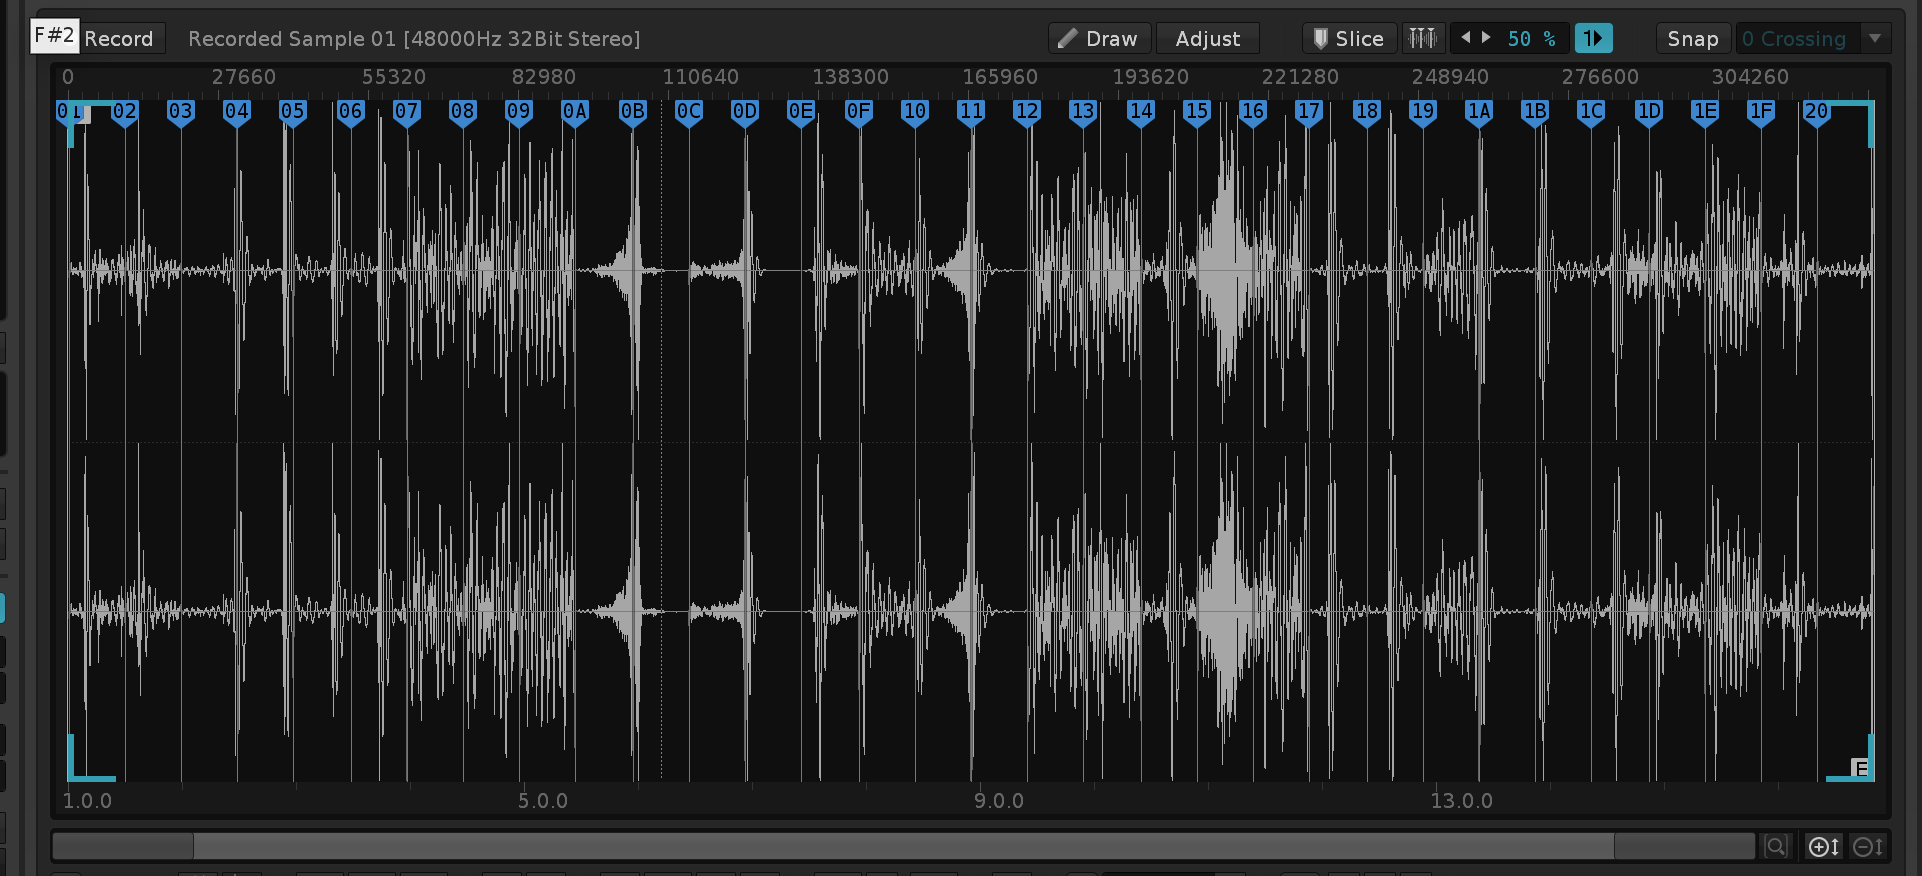 F#2 Record Recorded Sample 01 [48000Hz 32Bit Stereo] Draw Adjust Slice 50 % 1 Snap 0 Crossing
0 27660 55320 82980 110640 138300 165960 193620 221280 248940 276600 304260
01 02 03 04 05 06 07 08 09 0A 0B 0C 0D 0E 0F 10 11 12 13 14 15 16 17 18 19 1A 1B 1C 1D 1E 1F 20
E
1.0.0 5.0.0 9.0.0 13.0.0